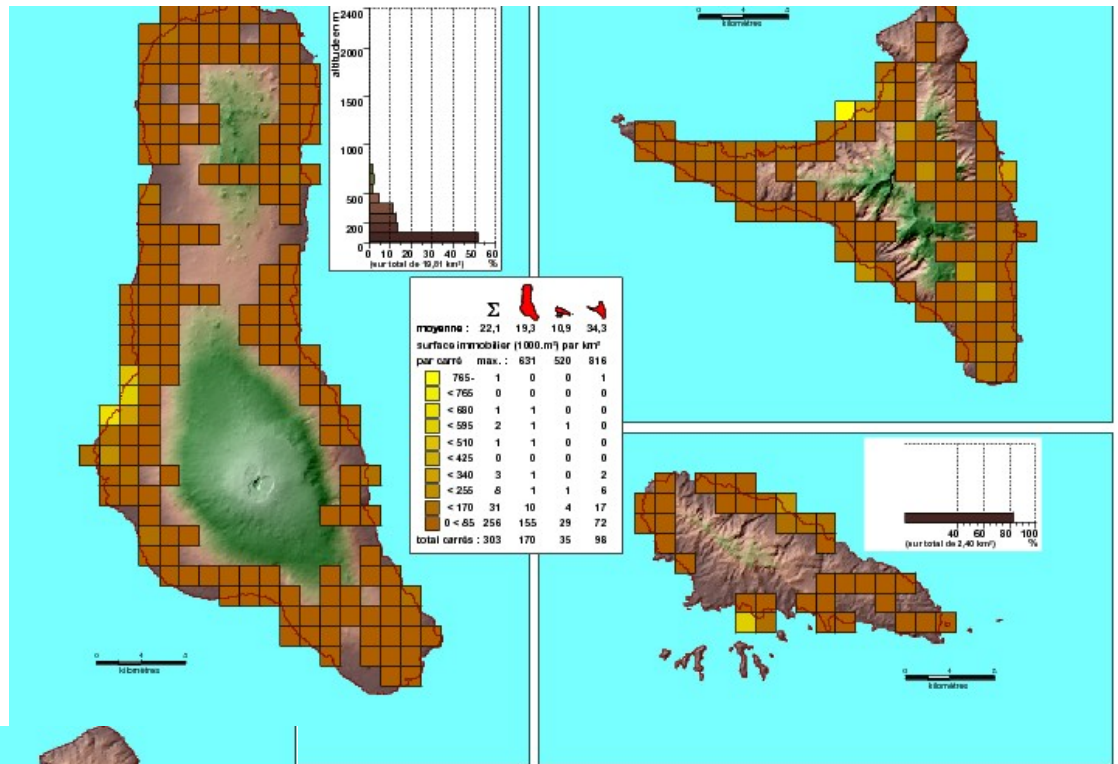 2400
2000
1500
1000
500
200
0
altitude en m
0 10 20 30 40 50 60
(sur total de 19,81 km²) %
kilomètres
kilomètres
Σ
moyenne : 22,1 19,3 10,9 34,3
surface immobilier (1000.m²) par km²
par carré max. : 631 520 816
765- 1 0 0 1
< 765 0 0 0 0
< 680 1 1 0 0
< 595 2 1 1 0
< 510 1 1 0 0
< 425 0 0 0 0
< 340 3 1 0 2
< 255 8 1 1 6
< 170 31 10 4 17
0 < 85 256 155 29 72
total carrés : 303 170 35 98
40 60 80 100
(sur total de 2,40 km²) %
kilomètres